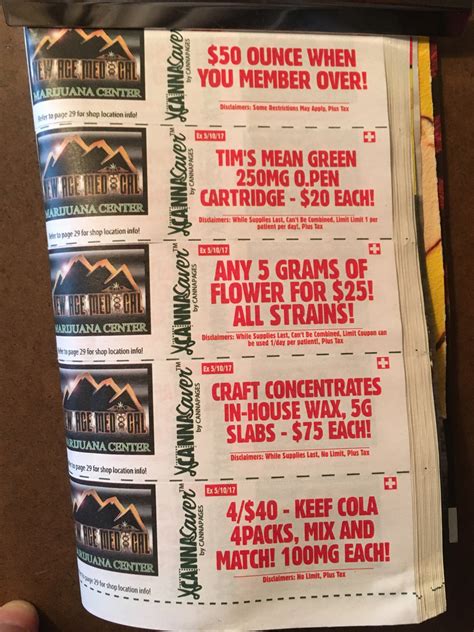 NEW AGE MEDICAL
MARIJUANA CENTER
Refer to page 29 for shop location info!
CANNASaver™
by CANNAPAGES
$50 OUNCE WHEN
YOU MEMBER OVER!
Disclaimers: Some Restrictions May Apply, Plus Tax
NEW AGE MEDICAL
MARIJUANA CENTER
Refer to page 29 for shop location info!
CANNASaver™
by CANNAPAGES
Ex 5/10/17
TIM'S MEAN GREEN
250MG O.PEN
CARTRIDGE - $20 EACH!
Disclaimers: While Supplies Last, Can't Be Combined, Limit Limit 1 per
patient per day!, Plus Tax
NEW AGE MEDICAL
MARIJUANA CENTER
Refer to page 29 for shop location info!
CANNASaver™
by CANNAPAGES
Ex 5/10/17
ANY 5 GRAMS OF
FLOWER FOR $25!
ALL STRAINS!
Disclaimers: While Supplies Last, Can't Be Combined, Limit Coupon can
be used 1/day per patient!, Plus Tax
NEW AGE MEDICAL
MARIJUANA CENTER
to page 29 for shop location info!
CANNASaver™
by CANNAPAGES
Ex 5/10/17
CRAFT CONCENTRATES
IN-HOUSE WAX, 5G
SLABS - $75 EACH!
Disclaimers: While Supplies Last, No Limit, Plus Tax
NEW AGE MEDICAL
MARIJUANA CENTER
page 29 for shop location info!
CANNASaver™
by CANNAPAGES
Ex 5/10/17
4/$40 - KEEF COLA
4PACKS, MIX AND
MATCH! 100MG EACH!
Disclaimers: No Limit, Plus Tax